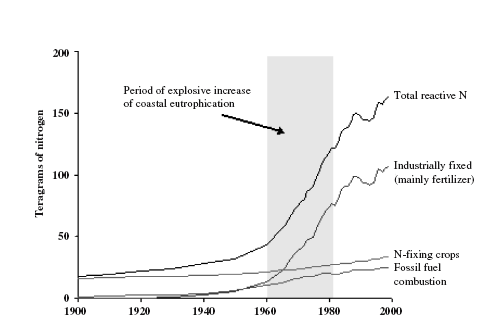 200
150
100
50
0
Teragrams of nitrogen
Period of explosive increase
of coastal eutrophication
Total reactive N
Industrially fixed
(mainly fertilizer)
N-fixing crops
Fossil fuel
combustion
1900 1920 1940 1960 1980 2000